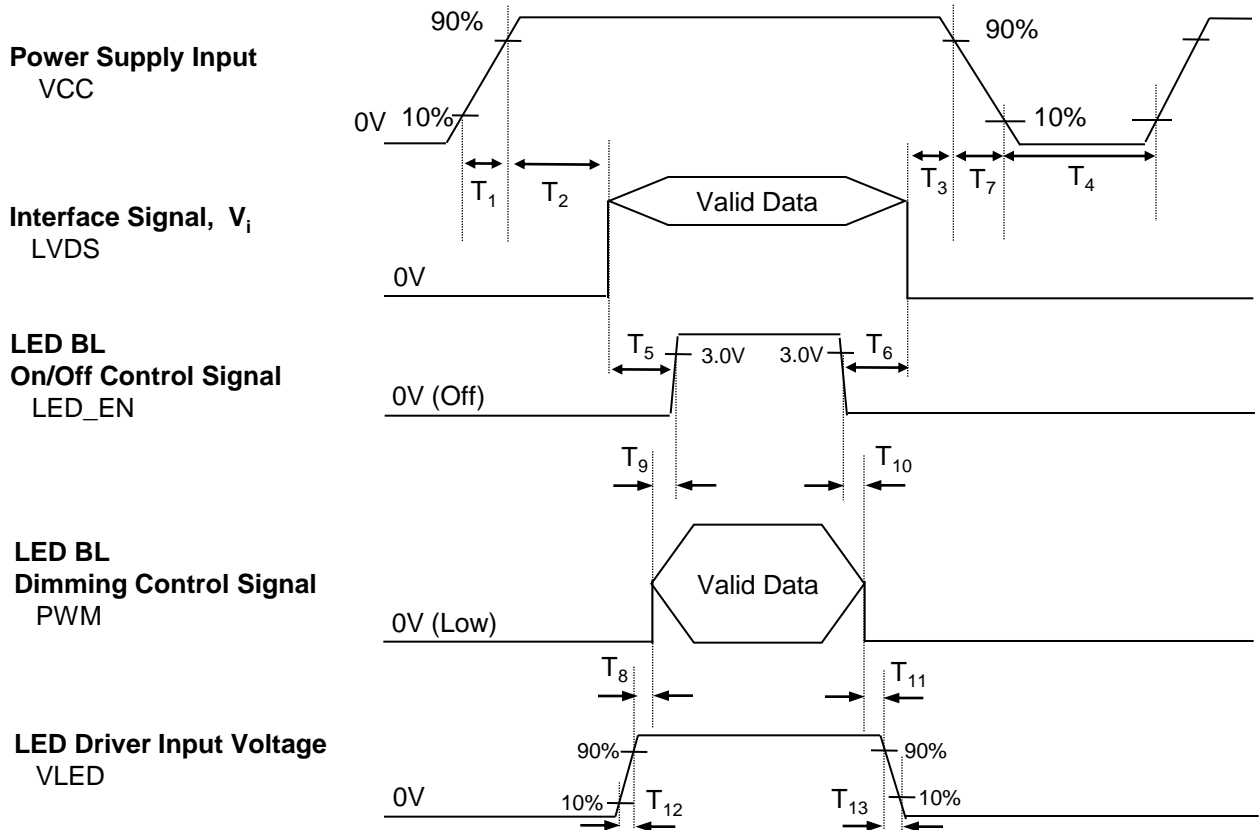 90%
90%
Power Supply Input
VCC
10%
10%
0V
T1
T2
T3
T7
T4
Valid Data
Interface Signal, Vi
LVDS
0V
LED BL
On/Off Control Signal
LED_EN
T5
3.0V
3.0V
T6
0V (Off)
T9
T10
LED BL
Dimming Control Signal
PWM
Valid Data
0V (Low)
T8
T11
LED Driver Input Voltage
VLED
90%
90%
0V
10%
T12
T13
10%